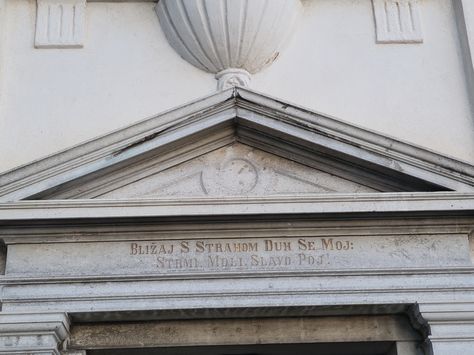 BLIŽAJ S STRAHOM DUH SE MOJ:
STRMI, MOLI, SLAVO POJ!